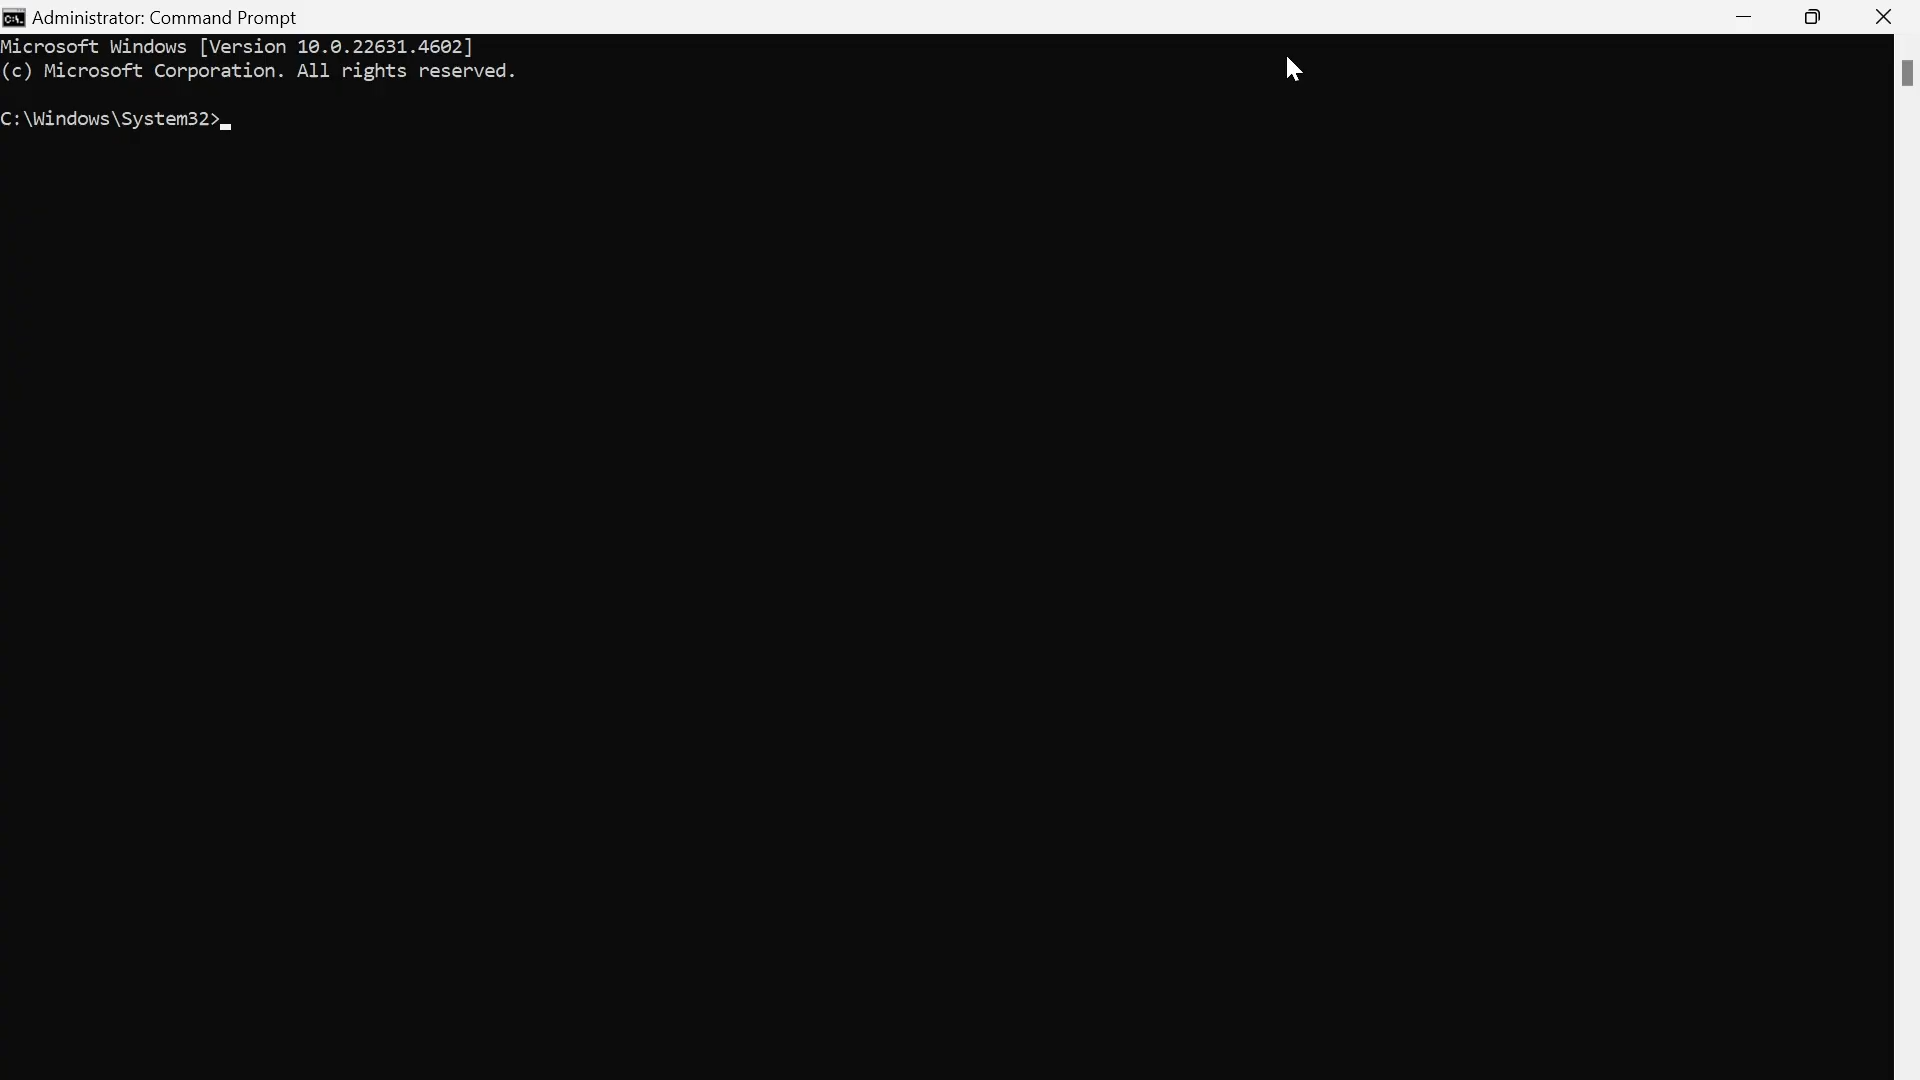 Administrator: Command Prompt
Microsoft Windows [Version 10.0.22631.4602]
(c) Microsoft Corporation. All rights reserved.
C:\Windows\System32>